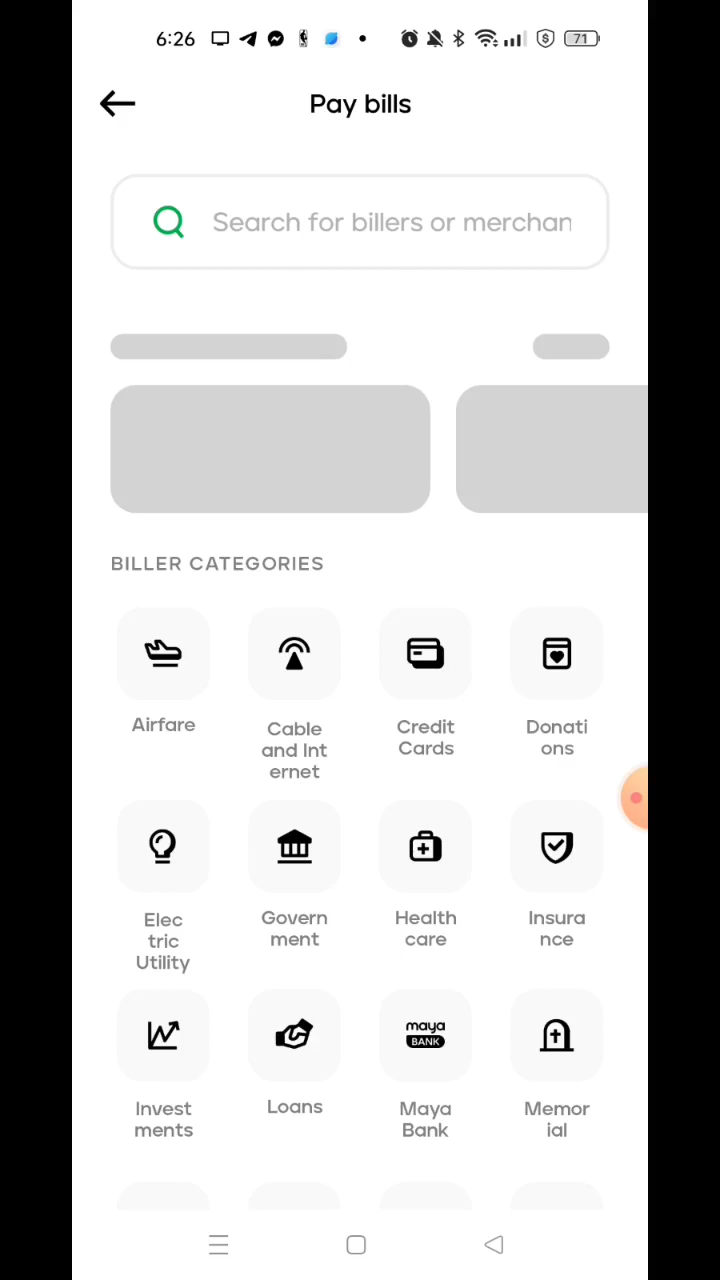 6:26
71
Pay bills
Search for billers or merchan
BILLER CATEGORIES
Airfare
Cable
and Int
ernet
Credit
Cards
Donati
ons
Elec
tric
Utility
Govern
ment
Health
care
Insura
nce
Invest
ments
Loans
maya
BANK
Maya
Bank
Memor
ial